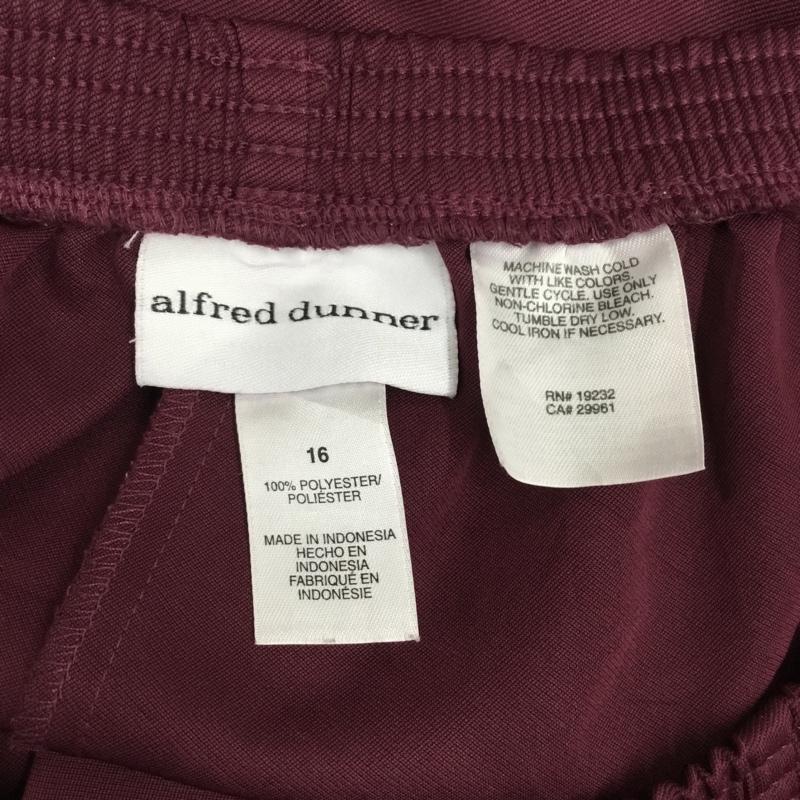 alfred dunner
16
100% POLYESTER/
POLIÉSTER
MADE IN INDONESIA
HECHO EN
INDONESIA
FABRIQUÉ EN
INDONÉSIE
MACHINE WASH COLD
WITH LIKE COLORS.
GENTLE CYCLE. USE ONLY
NON-CHLORINE BLEACH.
TUMBLE DRY LOW.
COOL IRON IF NECESSARY.
RN# 19232
CA# 29961